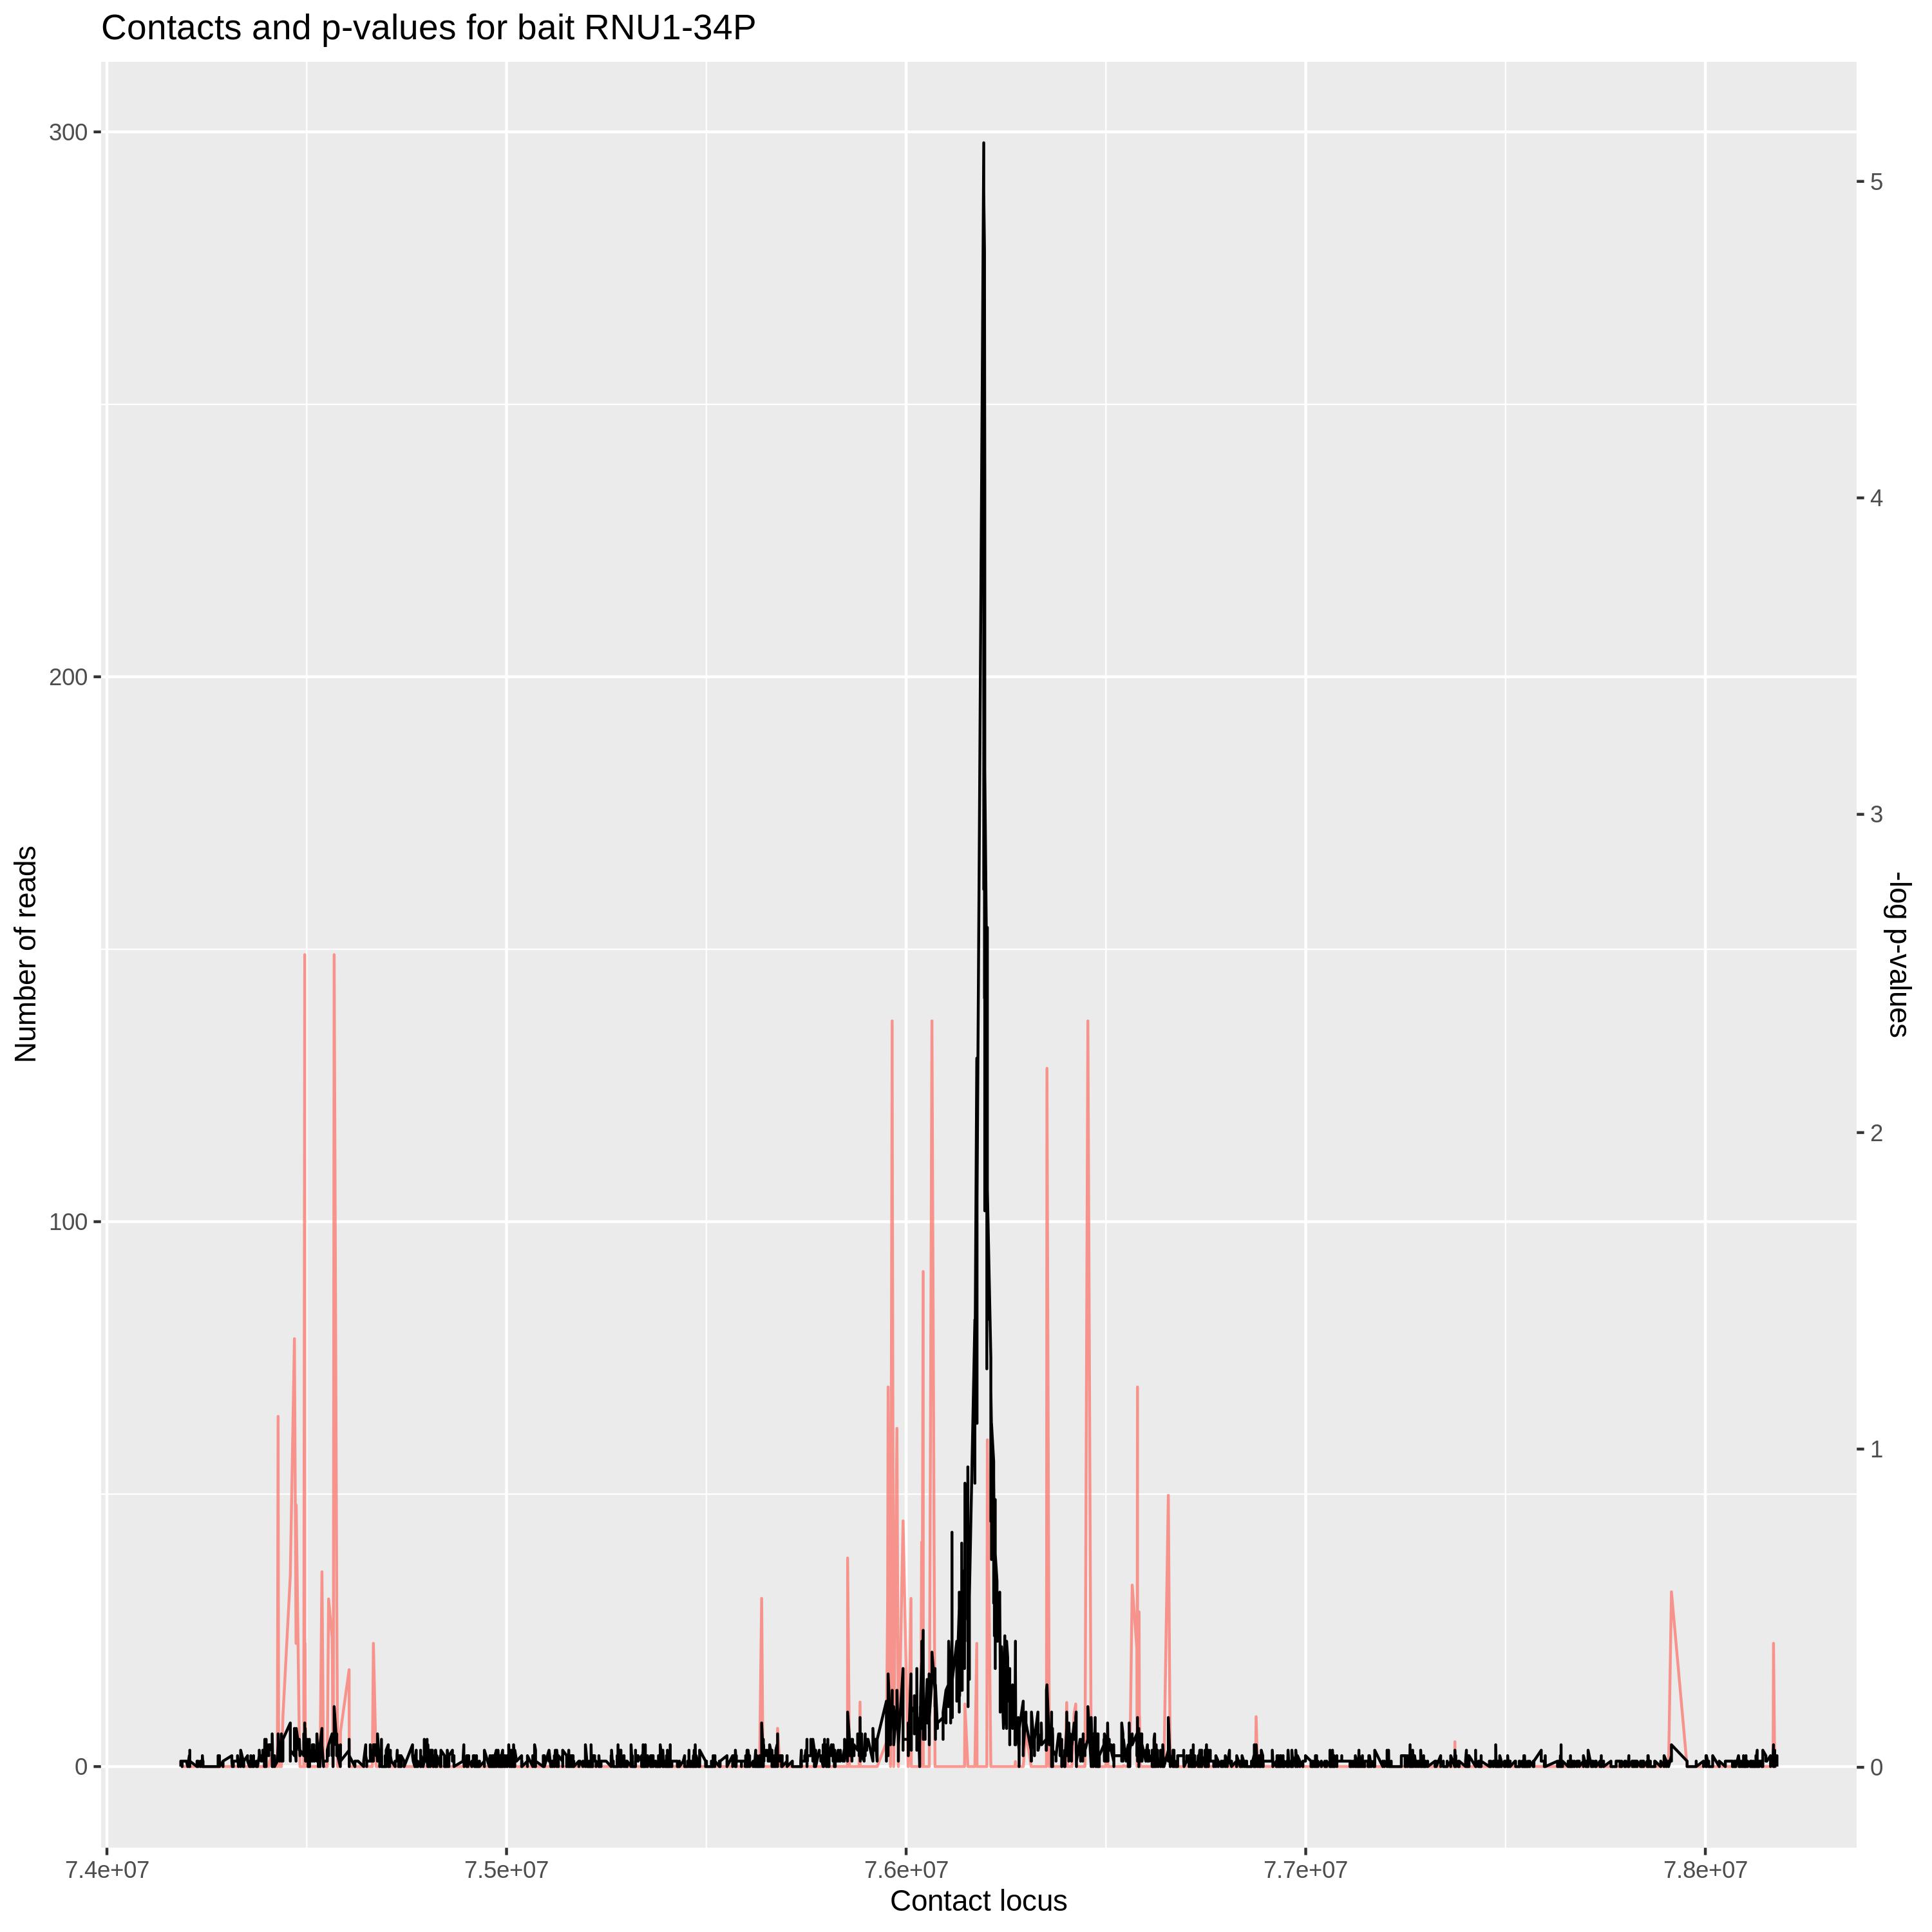 Contacts and p-values for bait RNU1-34P
300
200
100
0
Number of reads
5
4
3
2
1
0
-log p-values
7.4e+07
7.5e+07
7.6e+07
7.7e+07
7.8e+07
Contact locus